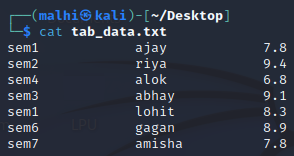 ┌──(malhi㉿kali)-[~/Desktop]
└─$ cat tab_data.txt
sem1 ajay 7.8
sem2 riya 9.4
sem4 alok 6.8
sem3 abhay 9.1
sem1 lohit 8.3
sem6 gagan 8.9
sem7 amisha 7.8